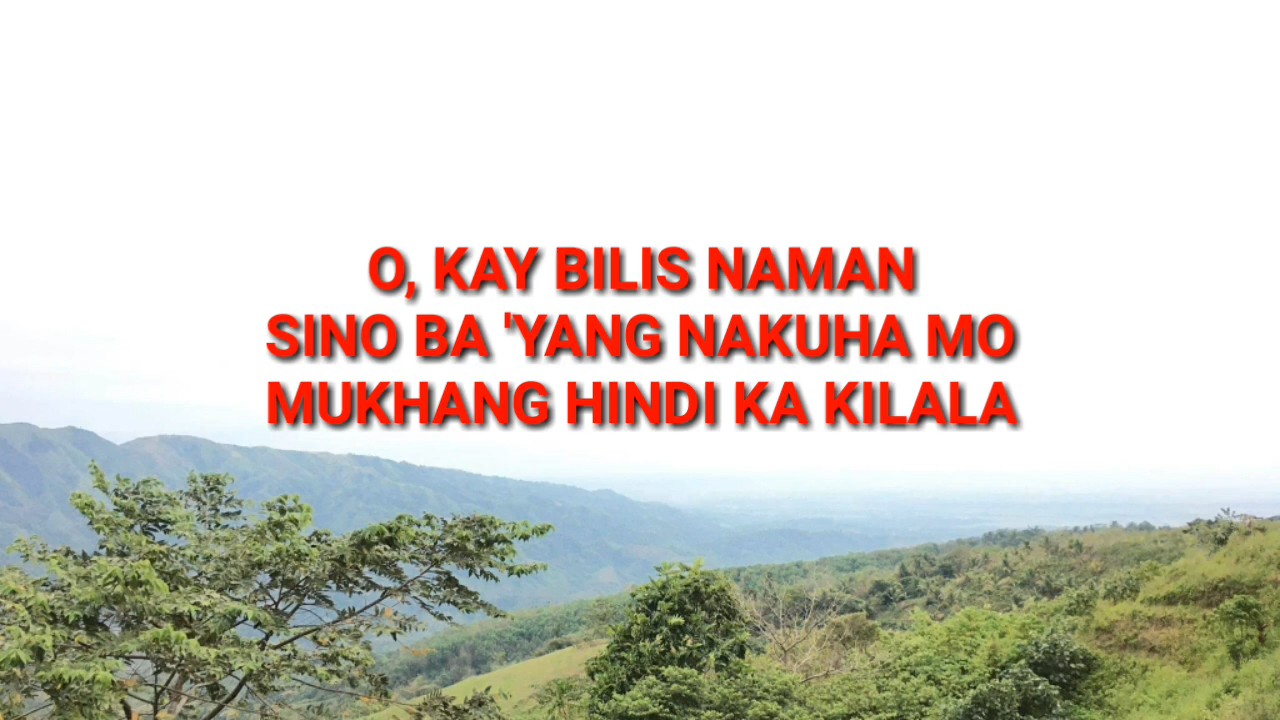 O, KAY BILIS NAMAN
SINO BA 'YANG NAKUHA MO
MUKHANG HINDI KA KILALA